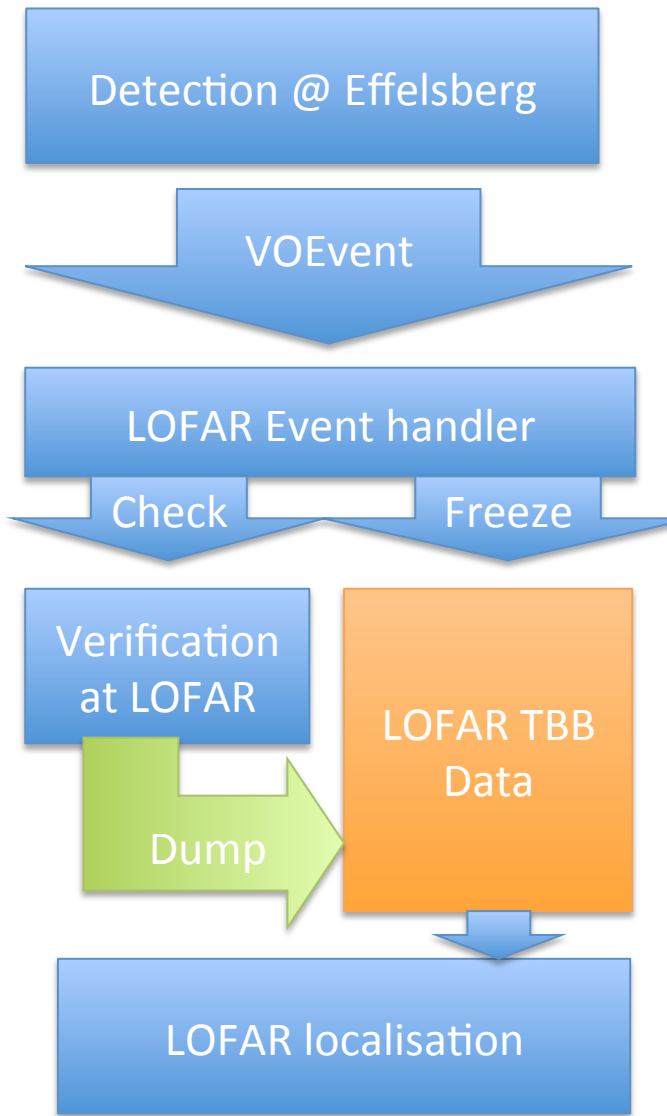 Detection @ Effelsberg
VOEvent
LOFAR Event handler
Check
Freeze
Verification
at LOFAR
LOFAR TBB
Data
Dump
LOFAR localisation